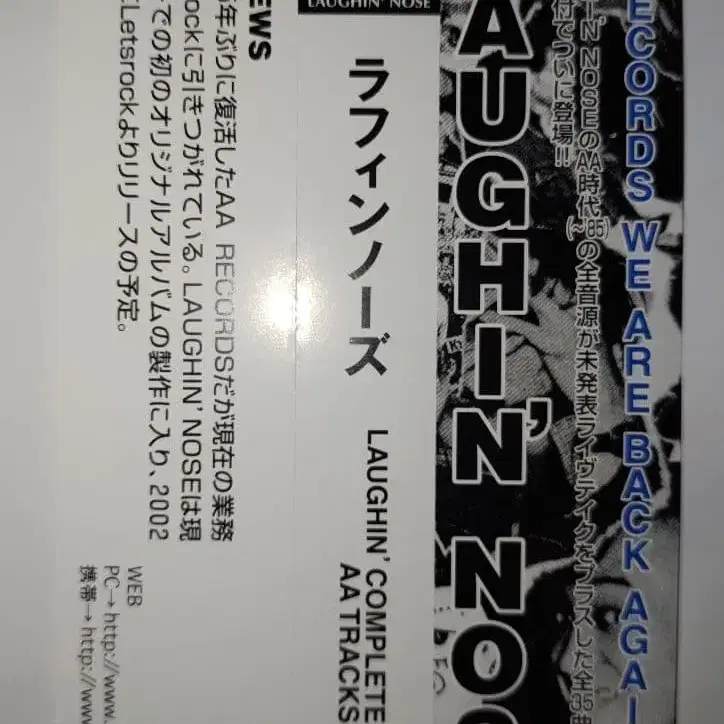 ECORDS WE ARE BACK AGAI
N' NOSEのAA時代(~'85)の全音源が未発表ライヴテイクをプラスした全35曲
付でついに登場!!
AUGHIN' NO
LAUGHIN' NOSE
ラフィンノーズ
LAUGHIN' COMPLETE
AA TRACKS
EWS
年ぶりに復活したAA RECORDSだが現在の業務
rockに引きつがれている。LAUGHIN' NOSEは現
での初のオリジナルアルバムの製作に入り、2002
Letsrockよりリリースの予定。
WEB
PC→http://www.
携帯→http://www